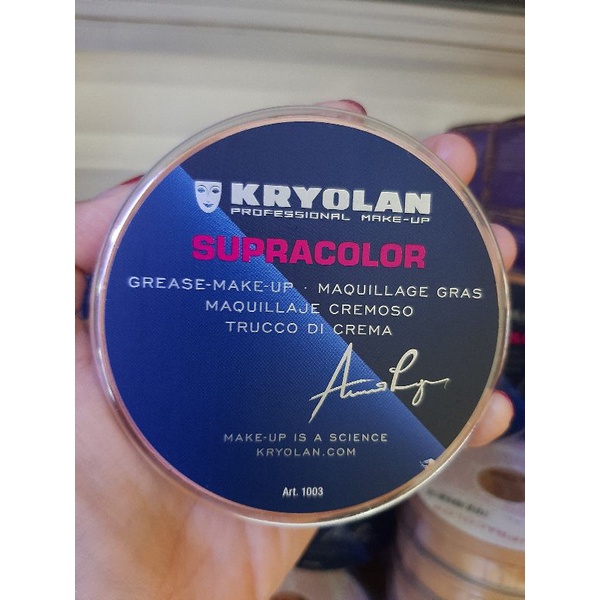 KRYOLAN
PROFESSIONAL MAKE-UP
SUPRACOLOR
GREASE-MAKE-UP · MAQUILLAGE GRAS
MAQUILLAJE CREMOSO
TRUCCO DI CREMA
MAKE-UP IS A SCIENCE
KRYOLAN.COM
Art. 1003